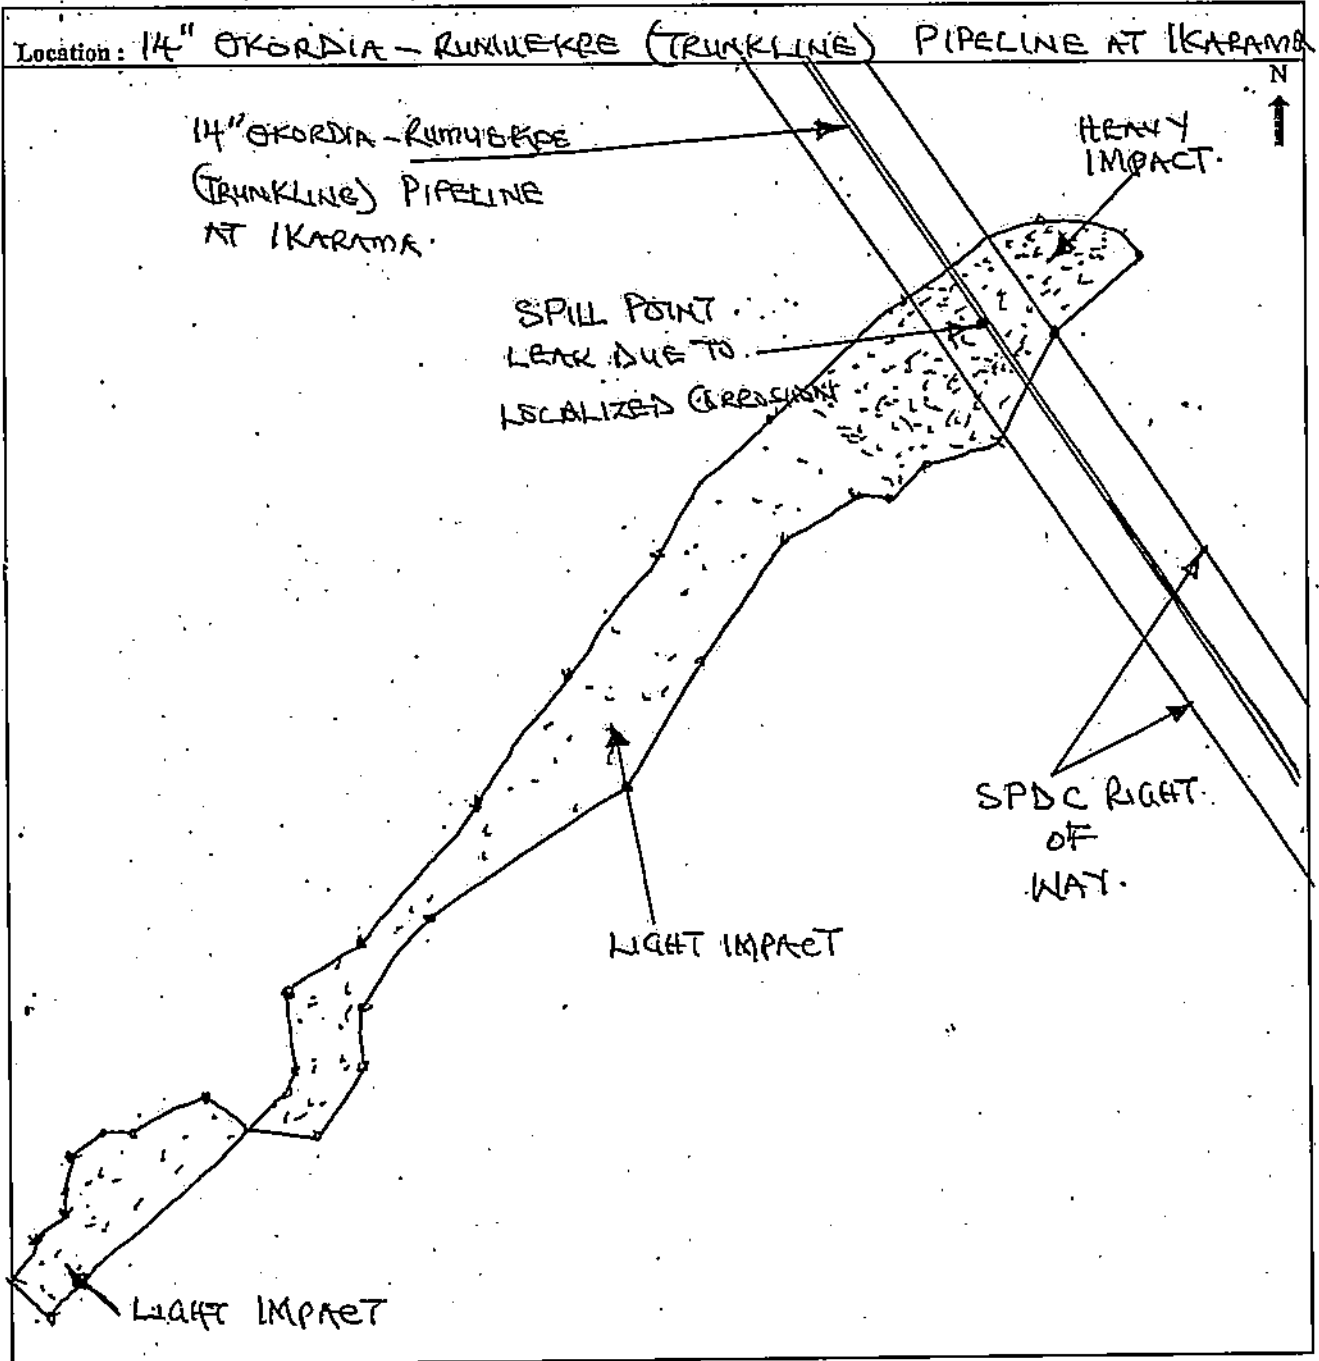 Location: 14" OKORDIA - RUMUEKPE (TRUNKLINE) PIPELINE AT IKARAMA
N
14" OKORDIA - RUMUEKPE
(TRUNKLINE) PIPELINE
AT IKARAMA.
HEAVY
IMPACT.
SPILL POINT.
LEAK DUE TO
LOCALIZED CORROSION
SPDC RIGHT
OF
WAY.
LIGHT IMPACT
LIGHT IMPACT